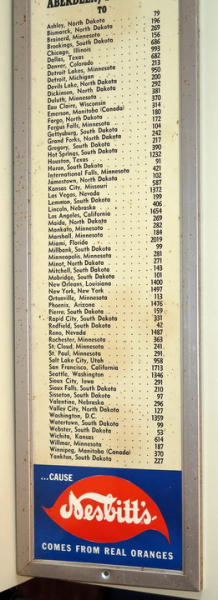 ABERDEEN,
TO
Ashley, North Dakota 79
Bismarck, North Dakota 196
Brainerd, Minnesota 269
Brookings, South Dakota 156
Chicago, Illinois 686
Dallas, Texas 993
Denver, Colorado 682
Detroit Lakes, Minnesota 213
Detroit, Michigan 950
Devils Lake, North Dakota 200
Dickinson, North Dakota 292
Duluth, Minnesota 381
Eau Claire, Wisconsin 370
Emerson, Manitoba (Canada) 314
Fargo, North Dakota 180
Fergus Falls, Minnesota 172
Gettysburg, South Dakota 104
Grand Forks, North Dakota 242
Gregory, South Dakota 217
Hot Springs, South Dakota 390
Houston, Texas 1232
Huron, South Dakota 91
International Falls, Minnesota 421
Jamestown, North Dakota 102
Kansas City, Missouri 587
Las Vegas, Nevada 1372
Lemmon, South Dakota 199
Lincoln, Nebraska 406
Los Angeles, California 1654
Maida, North Dakota 269
Mankato, Minnesota 282
Marshall, Minnesota 184
Miami, Florida 2019
Millbank, South Dakota 99
Minneapolis, Minnesota 281
Minot, North Dakota 271
Mitchell, South Dakota 143
Mobridge, South Dakota 101
New Orleans, Louisiana 1400
New York, New York 1497
Ortonville, Minnesota 113
Phoenix, Arizona 1476
Pierre, South Dakota 159
Rapid City, South Dakota 331
Redfield, South Dakota 42
Reno, Nevada 1487
Rochester, Minnesota 363
St. Cloud, Minnesota 241
St. Paul, Minnesota 291
Salt Lake City, Utah 958
San Francisco, California 1713
Seattle, Washington 1346
Sioux City, Iowa 291
Sioux Falls, South Dakota 210
Sisseton, South Dakota 97
Valentine, Nebraska 296
Valley City, North Dakota 127
Washington, D.C. 1359
Watertown, South Dakota 99
Webster, South Dakota 53
Wichita, Kansas 614
Willmar, Minnesota 187
Winnipeg, Manitoba (Canada) 370
Yankton, South Dakota 227
...CAUSE
Nesbitt's
COMES FROM REAL ORANGES